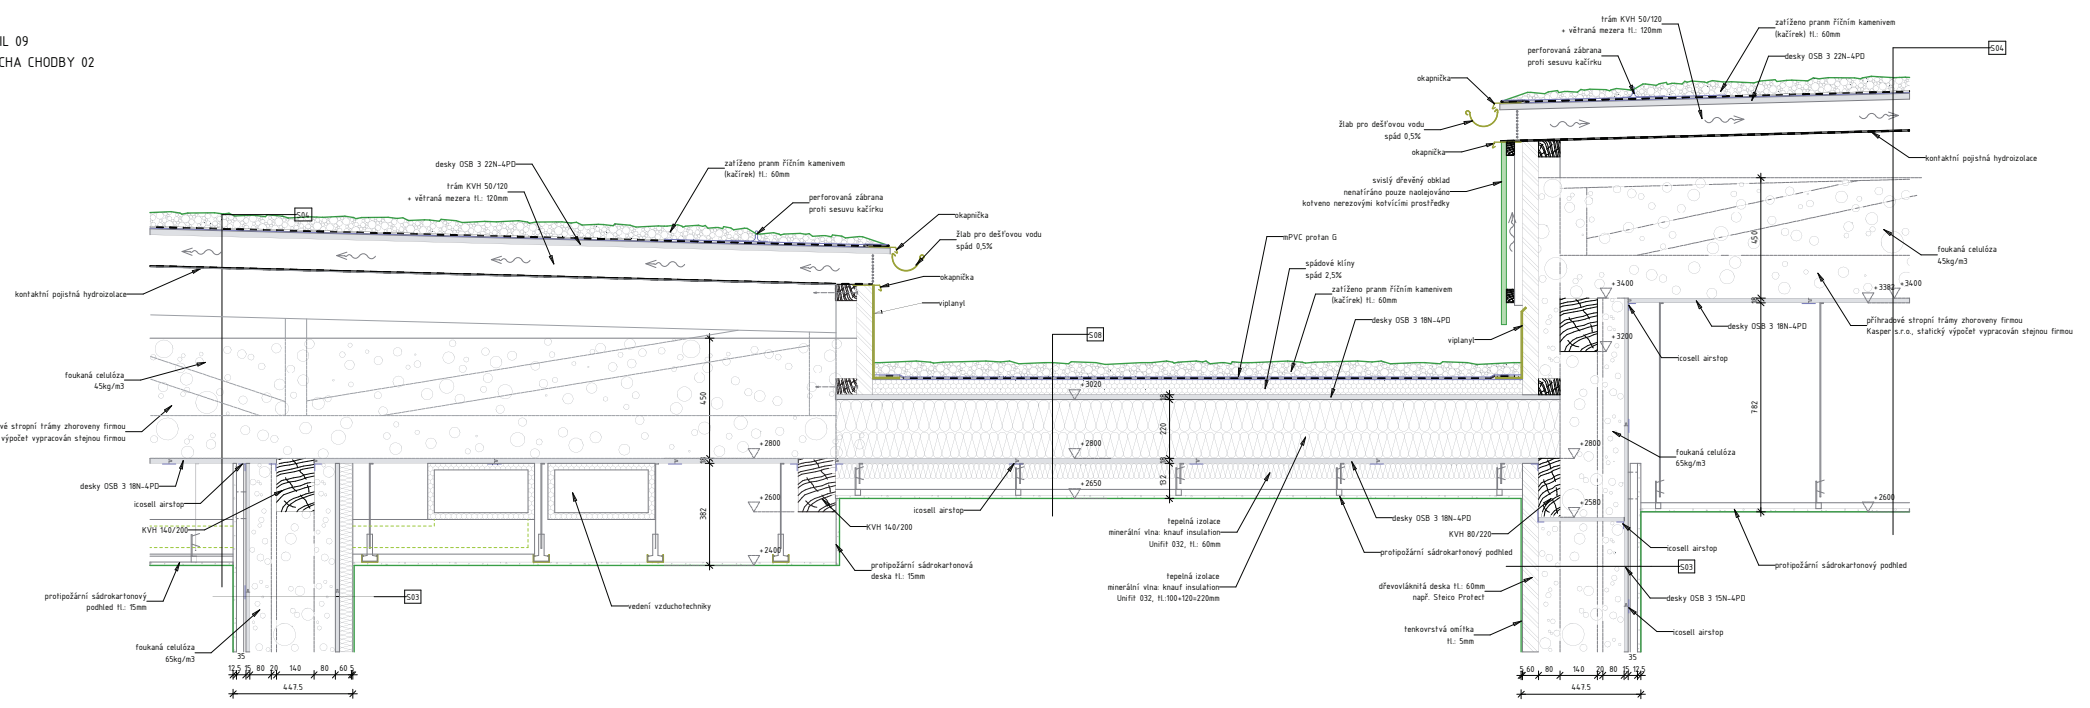 IL 09
CHA CHODBY 02
desky OSB 3 22N-4PD
trám KVH 50/120
+ větraná mezera tl.: 120mm
zatíženo pranm říčním kamenivem
(kačírek) tl.: 60mm
perforovaná zábrana
proti sesuvu kačírku
okapnička
žlab pro dešťovou vodu
spád 0,5%
okapnička
viplanyl
S04
kontaktní pojistná hydroizolace
foukaná celulóza
45kg/m3
vé stropní trámy zhoroveny firmou
výpočet vypracován stejnou firmou
desky OSB 3 18N-4PD
icosell airstop
KVH 140/200
protipožární sádrokartonový
podhled tl.: 15mm
foukaná celulóza
65kg/m3
S03
vedení vzduchotechniky
KVH 140/200
protipožární sádrokartonová
deska tl.: 15mm
450
18
382
+2800
+2600
+2400
35
12.5 15 80 20 140 80 60 5
447.5
mPVC protan G
spádové klíny
spád 2,5%
zatíženo pranm říčním kamenivem
(kačírek) tl.: 60mm
desky OSB 3 18N-4PD
S08
+3020
+2800
+2650
18
220
18
132
icosell airstop
tepelná izolace
minerální vlna: knauf insulation
Unifit 032, tl.: 60mm
tepelná izolace
minerální vlna: knauf insulation
Unifit 032, tl.:100+120=220mm
desky OSB 3 18N-4PD
KVH 80/220
protipožární sádrokartonový podhled
dřevovláknitá deska tl.: 60mm
např. Steico Protect
tenkovrstvá omítka
tl.: 5mm
trám KVH 50/120
+ větraná mezera tl.: 120mm
zatíženo pranm říčním kamenivem
(kačírek) tl.: 60mm
perforovaná zábrana
proti sesuvu kačírku
desky OSB 3 22N-4PD
S04
okapnička
žlab pro dešťovou vodu
spád 0,5%
okapnička
kontaktní pojistná hydroizolace
svislý dřevěný obklad
nenatíráno pouze naolejováno
kotveno nerezovými kotvícími prostředky
viplanyl
foukaná celulóza
45kg/m3
450
18
782
+3400
+3382
+3400
+3200
příhradové stropní trámy zhoroveny firmou
Kasper s.r.o., statický výpočet vypracován stejnou firmou
desky OSB 3 18N-4PD
icosell airstop
foukaná celulóza
65kg/m3
+2800
+2580
+2600
icosell airstop
protipožární sádrokartonový podhled
S03
desky OSB 3 15N-4PD
icosell airstop
35
5 60 80 140 20 80 15 12.5
447.5